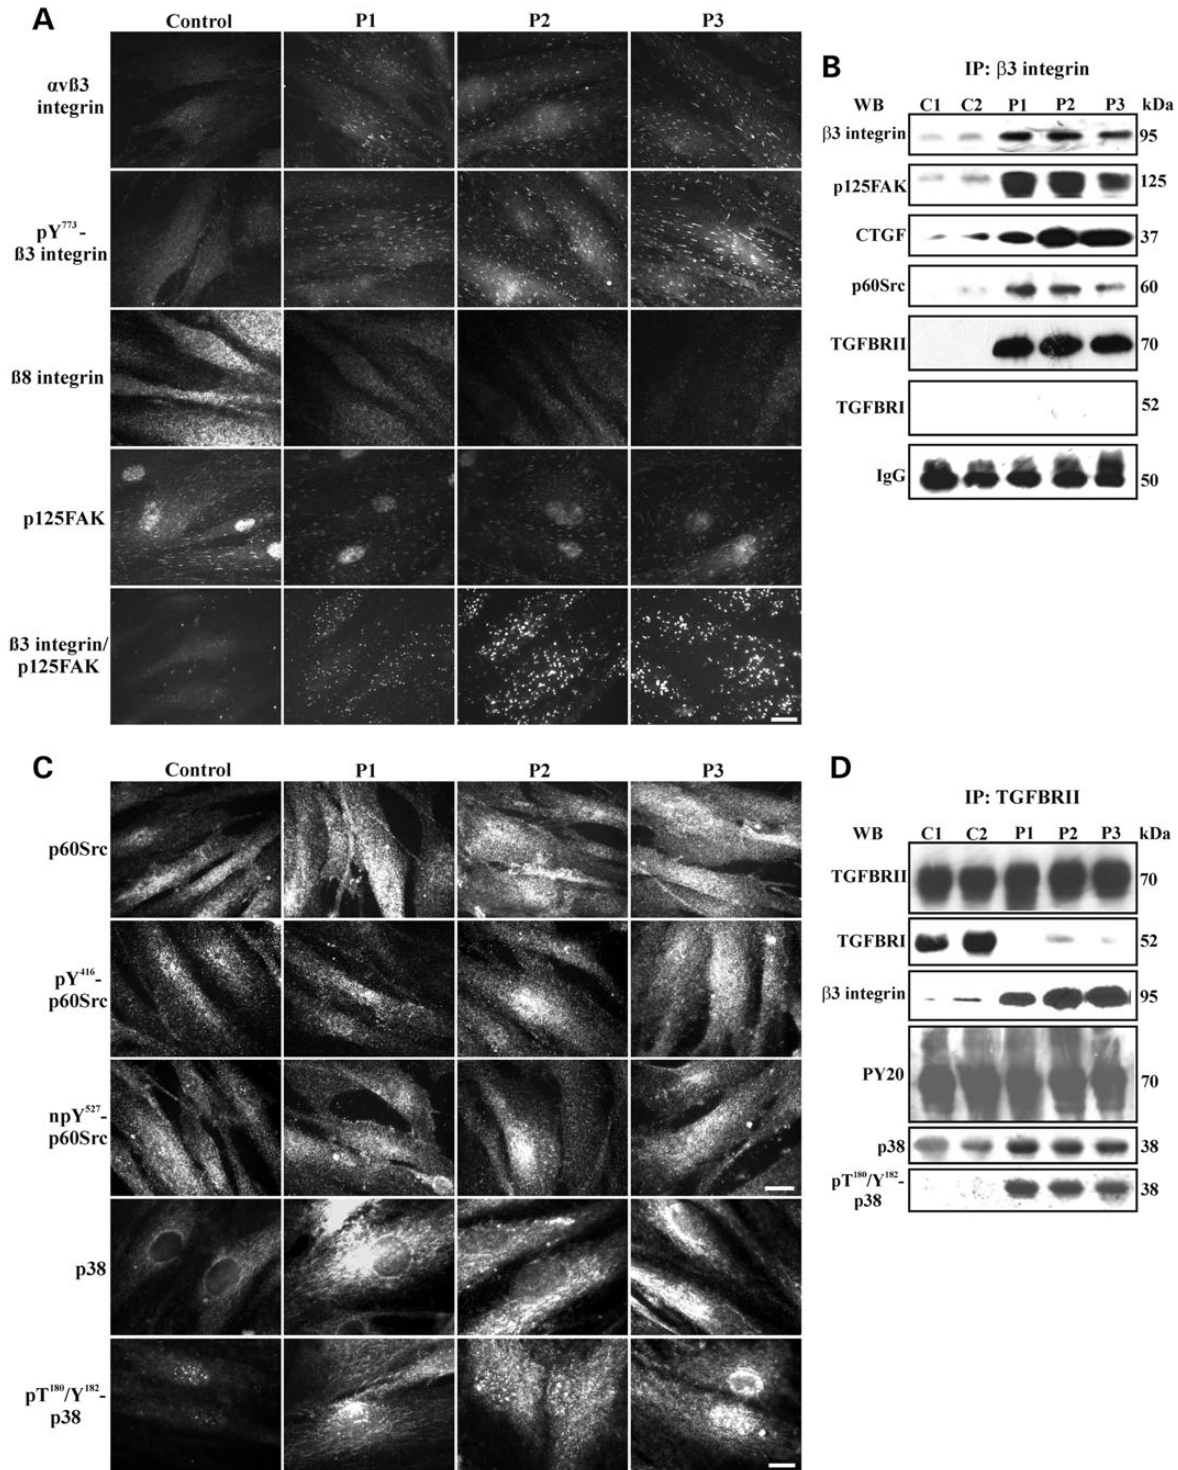 A
Control P1 P2 P3
αvß3
integrin
pY⁷⁷³-
ß3 integrin
ß8 integrin
p125FAK
ß3 integrin/
p125FAK
B
IP: β3 integrin
WB C1 C2 P1 P2 P3 kDa
β3 integrin 95
p125FAK 125
CTGF 37
p60Src 60
TGFBRII 70
TGFBRI 52
IgG 50
C
Control P1 P2 P3
p60Src
pY⁴¹⁶-
p60Src
npY⁵²⁷-
p60Src
p38
pT¹⁸⁰/Y¹⁸²-
p38
D
IP: TGFBRII
WB C1 C2 P1 P2 P3 kDa
TGFBRII 70
TGFBRI 52
β3 integrin 95
PY20 70
p38 38
pT¹⁸⁰/Y¹⁸²- 38
p38